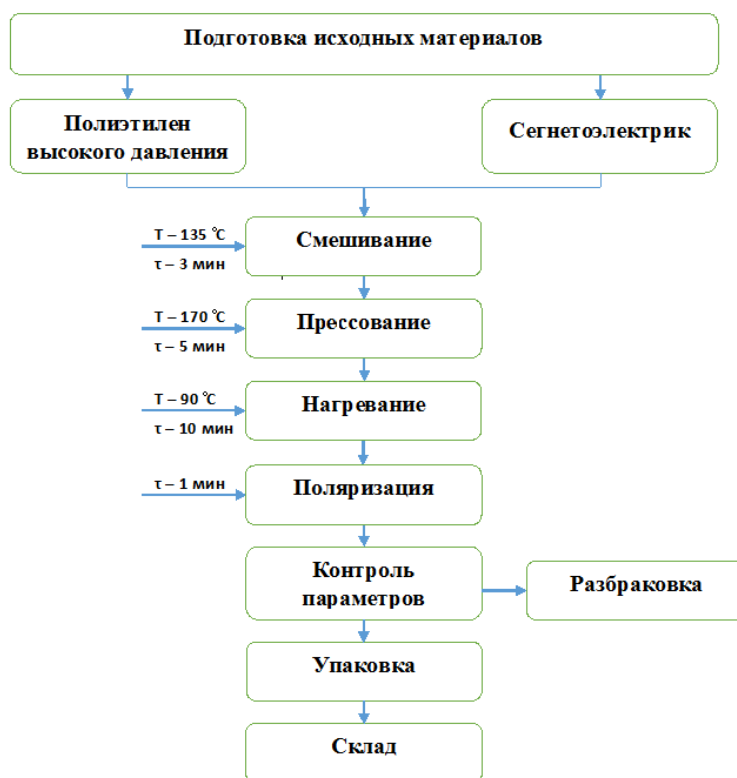 Подготовка исходных материалов
Полиэтилен
высокого давления
Сегнетоэлектрик
T – 135 ℃
τ – 3 мин
Смешивание
T – 170 ℃
τ – 5 мин
Прессование
T – 90 ℃
τ – 10 мин
Нагревание
τ – 1 мин
Поляризация
Контроль
параметров
Разбраковка
Упаковка
Склад